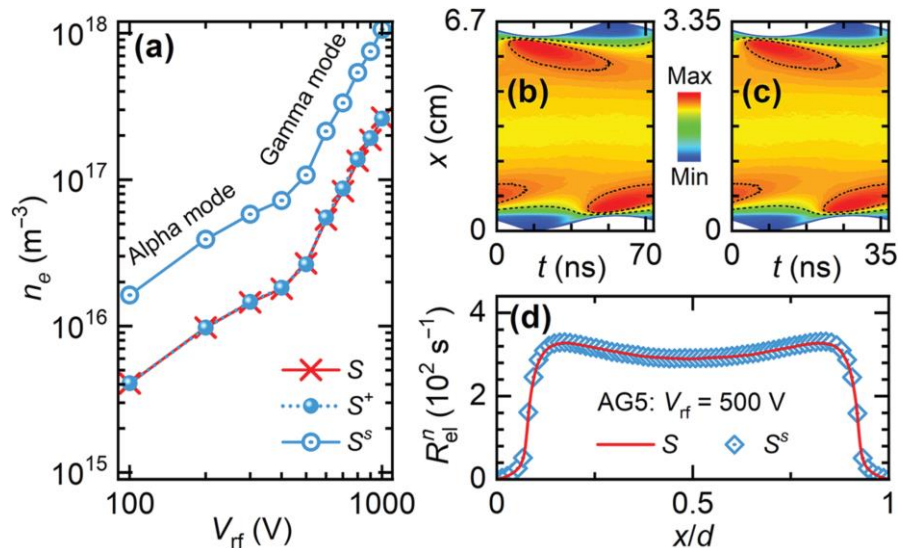 (a)
10¹⁸
10¹⁷
10¹⁶
10¹⁵
nₑ (m⁻³)
Alpha mode
Gamma mode
S
S⁺
Sˢ
100
1000
V_rf (V)
6.7
(b)
x (cm)
0
0
70
t (ns)
Max
Min
3.35
(c)
0
0
35
t (ns)
(d)
4
2
0
Rⁿ_el (10² s⁻¹)
AG5: V_rf = 500 V
S
Sˢ
0
0.5
1
x/d